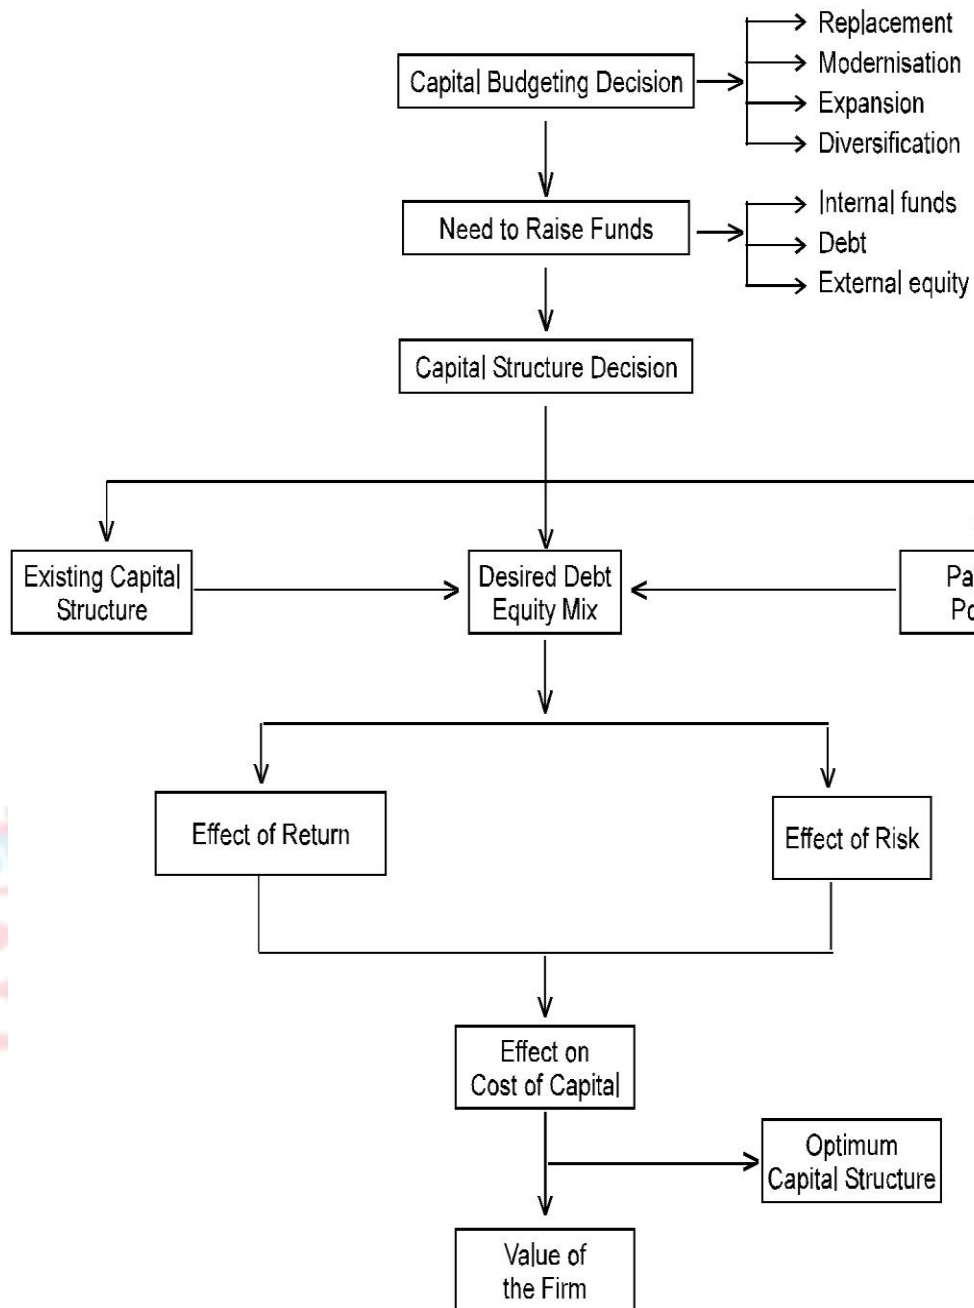 Replacement
Capital Budgeting Decision
Modernisation
Expansion
Diversification
Internal funds
Need to Raise Funds
Debt
External equity
Capital Structure Decision
Existing Capital
Structure
Desired Debt
Equity Mix
Effect of Return
Effect of Risk
Effect on
Cost of Capital
Optimum
Capital Structure
Value of
the Firm